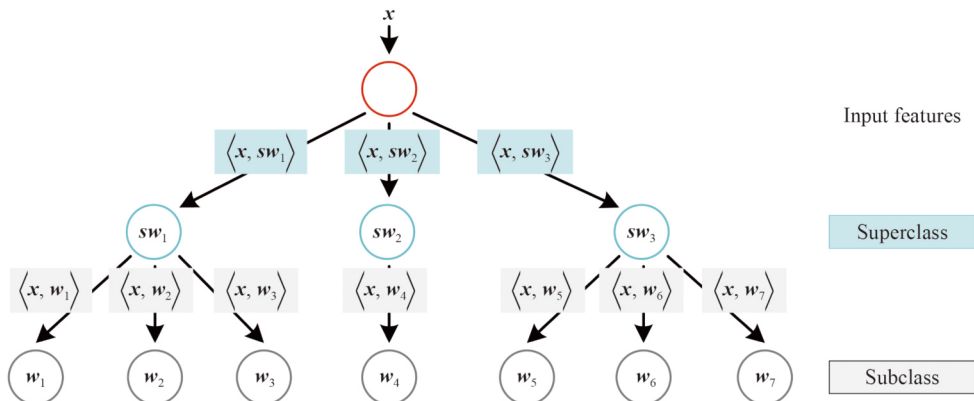 x
Input features
⟨x, sw₁⟩ ⟨x, sw₂⟩ ⟨x, sw₃⟩
sw₁ sw₂ sw₃ Superclass
⟨x, w₁⟩ ⟨x, w₂⟩ ⟨x, w₃⟩ ⟨x, w₄⟩ ⟨x, w₅⟩ ⟨x, w₆⟩ ⟨x, w₇⟩
w₁ w₂ w₃ w₄ w₅ w₆ w₇ Subclass